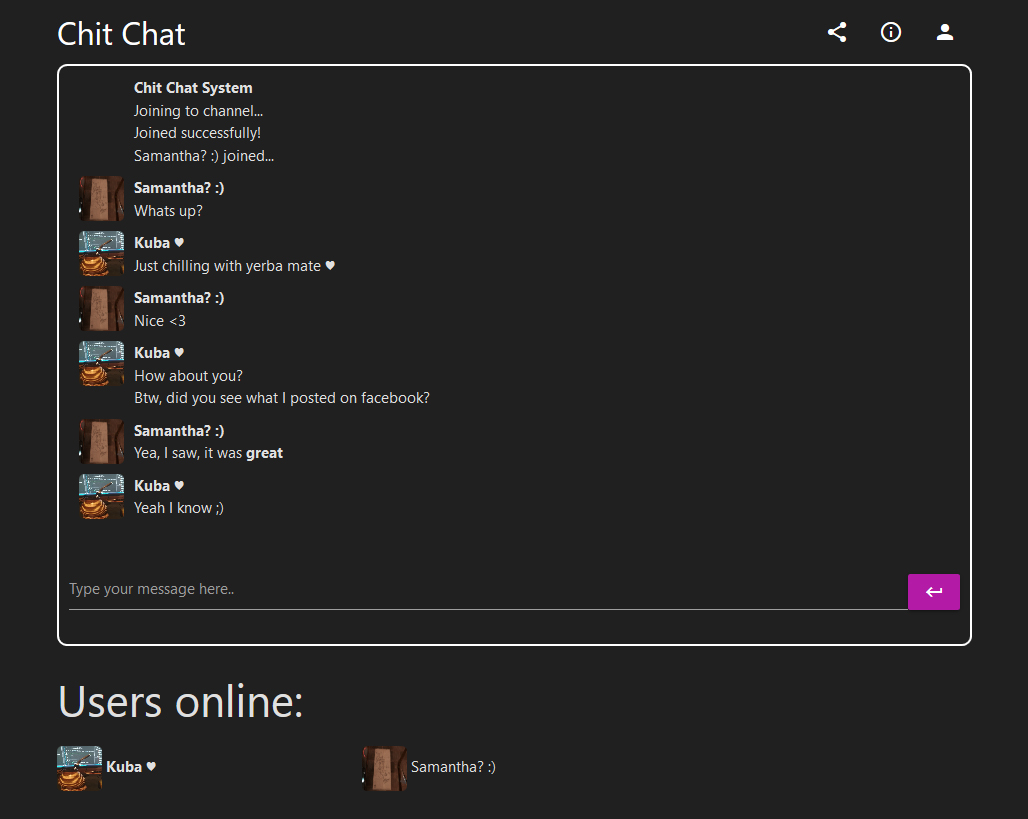 Chit Chat
Chit Chat System
Joining to channel...
Joined successfully!
Samantha? :) joined...
Samantha? :)
Whats up?
Kuba ♥
Just chilling with yerba mate ♥
Samantha? :)
Nice <3
Kuba ♥
How about you?
Btw, did you see what I posted on facebook?
Samantha? :)
Yea, I saw, it was great
Kuba ♥
Yeah I know ;)
Type your message here..
Users online:
Kuba ♥
Samantha? :)